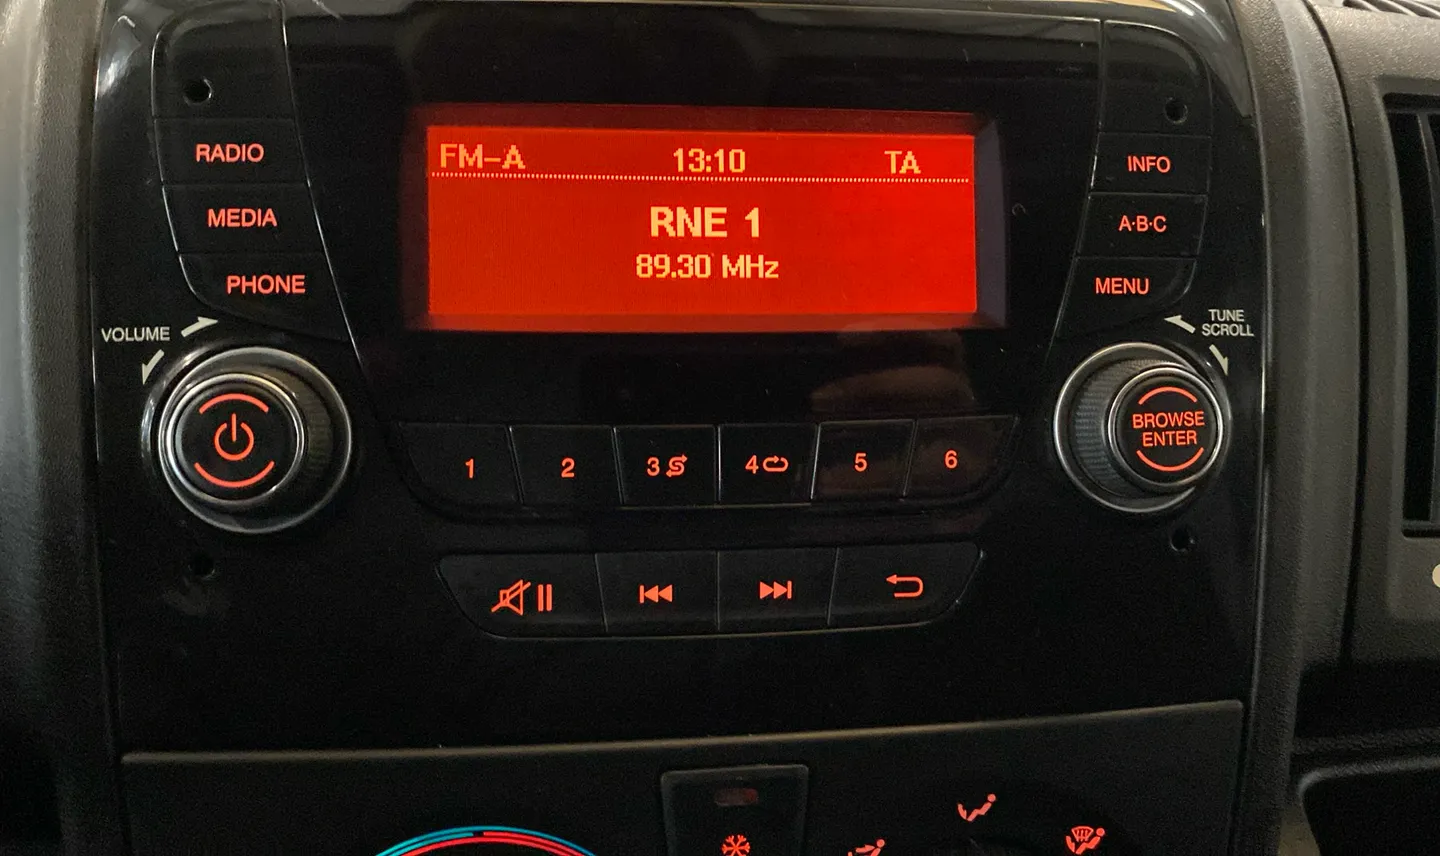 FM-A 13:10 TA
RNE 1
89.30 MHz
RADIO
MEDIA
PHONE
VOLUME
INFO
A·B·C
MENU
TUNE
SCROLL
BROWSE
ENTER
1 2 3 4 5 6